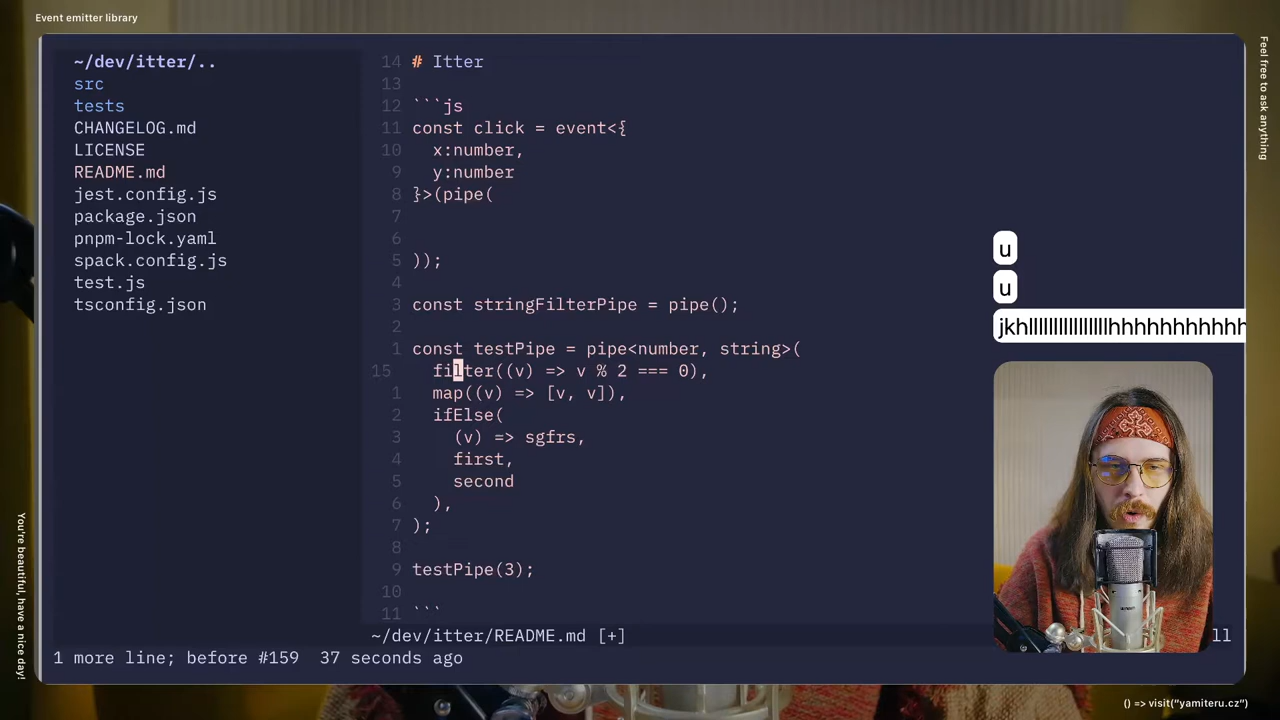 Event emitter library
Feel free to ask anything
You're beautiful, have a nice day!
~/dev/itter/..
src
tests
CHANGELOG.md
LICENSE
README.md
jest.config.js
package.json
pnpm-lock.yaml
spack.config.js
test.js
tsconfig.json
14 # Itter
13
12 ```js
11 const click = event<{
10 x:number,
9 y:number
8 }>(pipe(
7
6
5 ));
4
3 const stringFilterPipe = pipe();
2
1 const testPipe = pipe<number, string>(
15 filter((v) => v % 2 === 0),
1 map((v) => [v, v]),
2 ifElse(
3 (v) => sgfrs,
4 first,
5 second
6 ),
7 );
8
9 testPipe(3);
10
11 ```
~/dev/itter/README.md [+]
ll
1 more line; before #159 37 seconds ago
u
u
() => visit("yamiteru.cz")